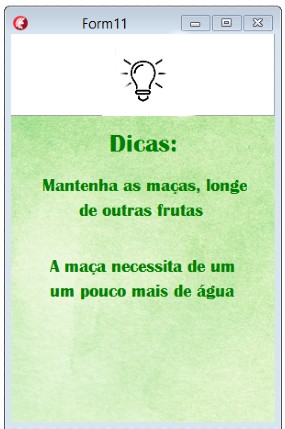 Form11
Dicas:
Mantenha as maças, longe
de outras frutas
A maça necessita de um
um pouco mais de água